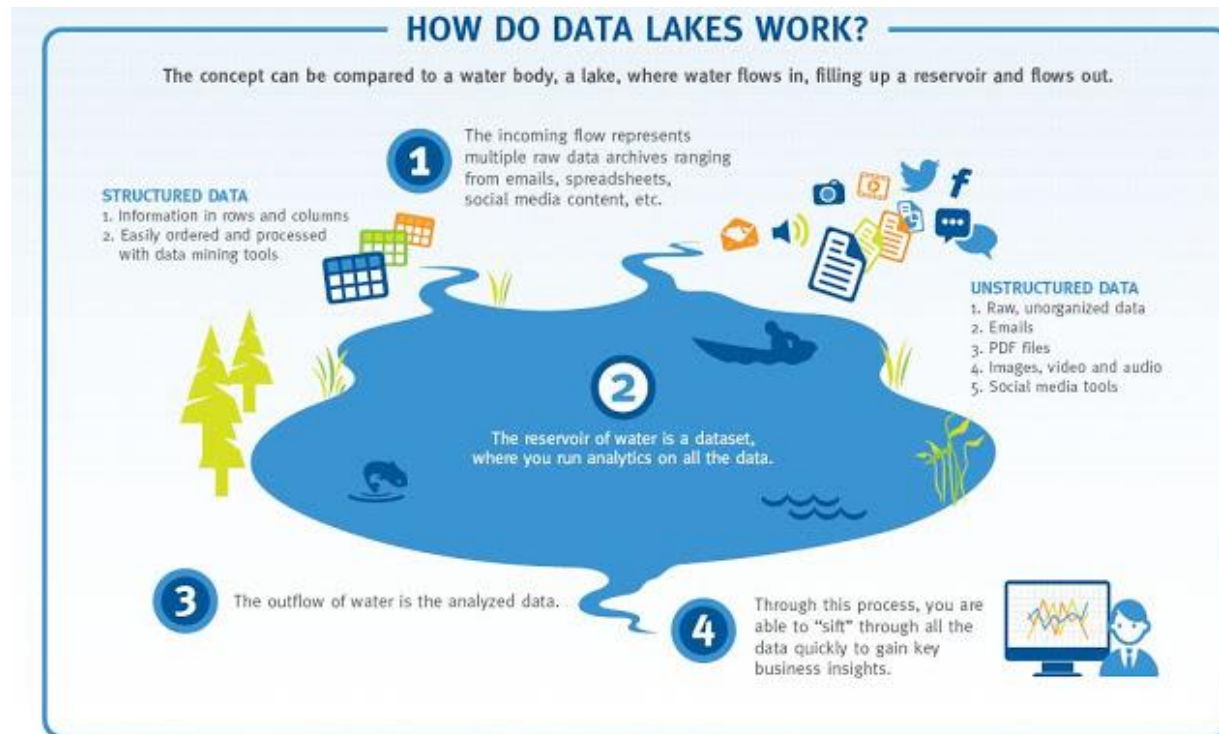 HOW DO DATA LAKES WORK?
The concept can be compared to a water body, a lake, where water flows in, filling up a reservoir and flows out.
1
The incoming flow represents
multiple raw data archives ranging
from emails, spreadsheets,
social media content, etc.
STRUCTURED DATA
1. Information in rows and columns
2. Easily ordered and processed
with data mining tools
UNSTRUCTURED DATA
1. Raw, unorganized data
2. Emails
3. PDF files
4. Images, video and audio
5. Social media tools
2
The reservoir of water is a dataset,
where you run analytics on all the data.
3
The outflow of water is the analyzed data.
4
Through this process, you are
able to “sift” through all the
data quickly to gain key
business insights.